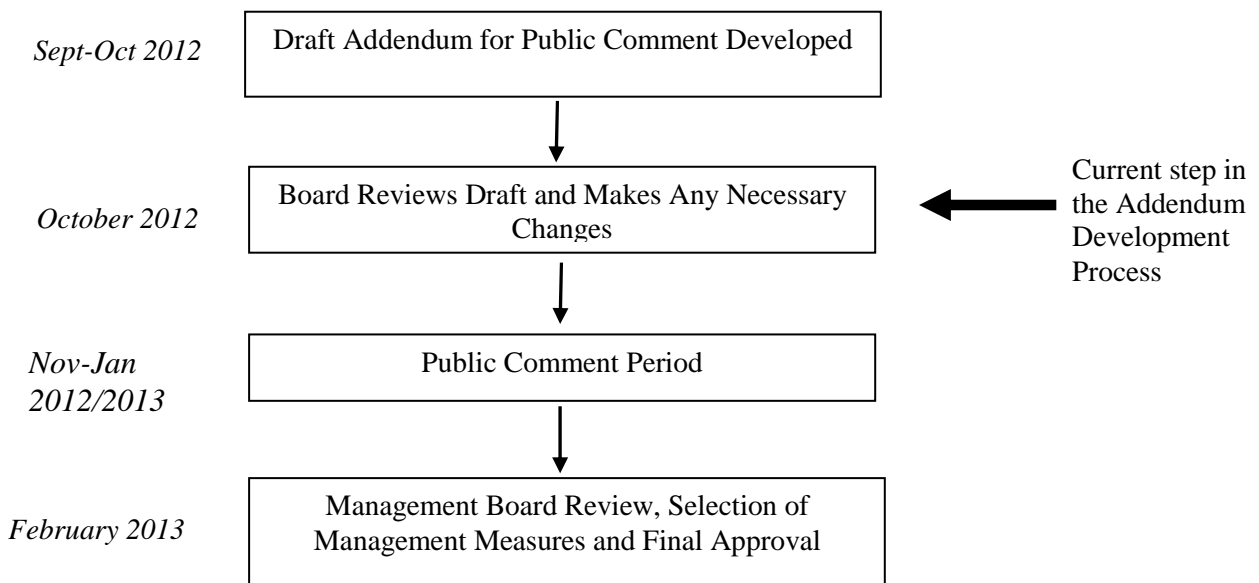 Sept-Oct 2012
Draft Addendum for Public Comment Developed
October 2012
Board Reviews Draft and Makes Any Necessary
Changes
Current step in
the Addendum
Development
Process
Nov-Jan
2012/2013
Public Comment Period
February 2013
Management Board Review, Selection of
Management Measures and Final Approval